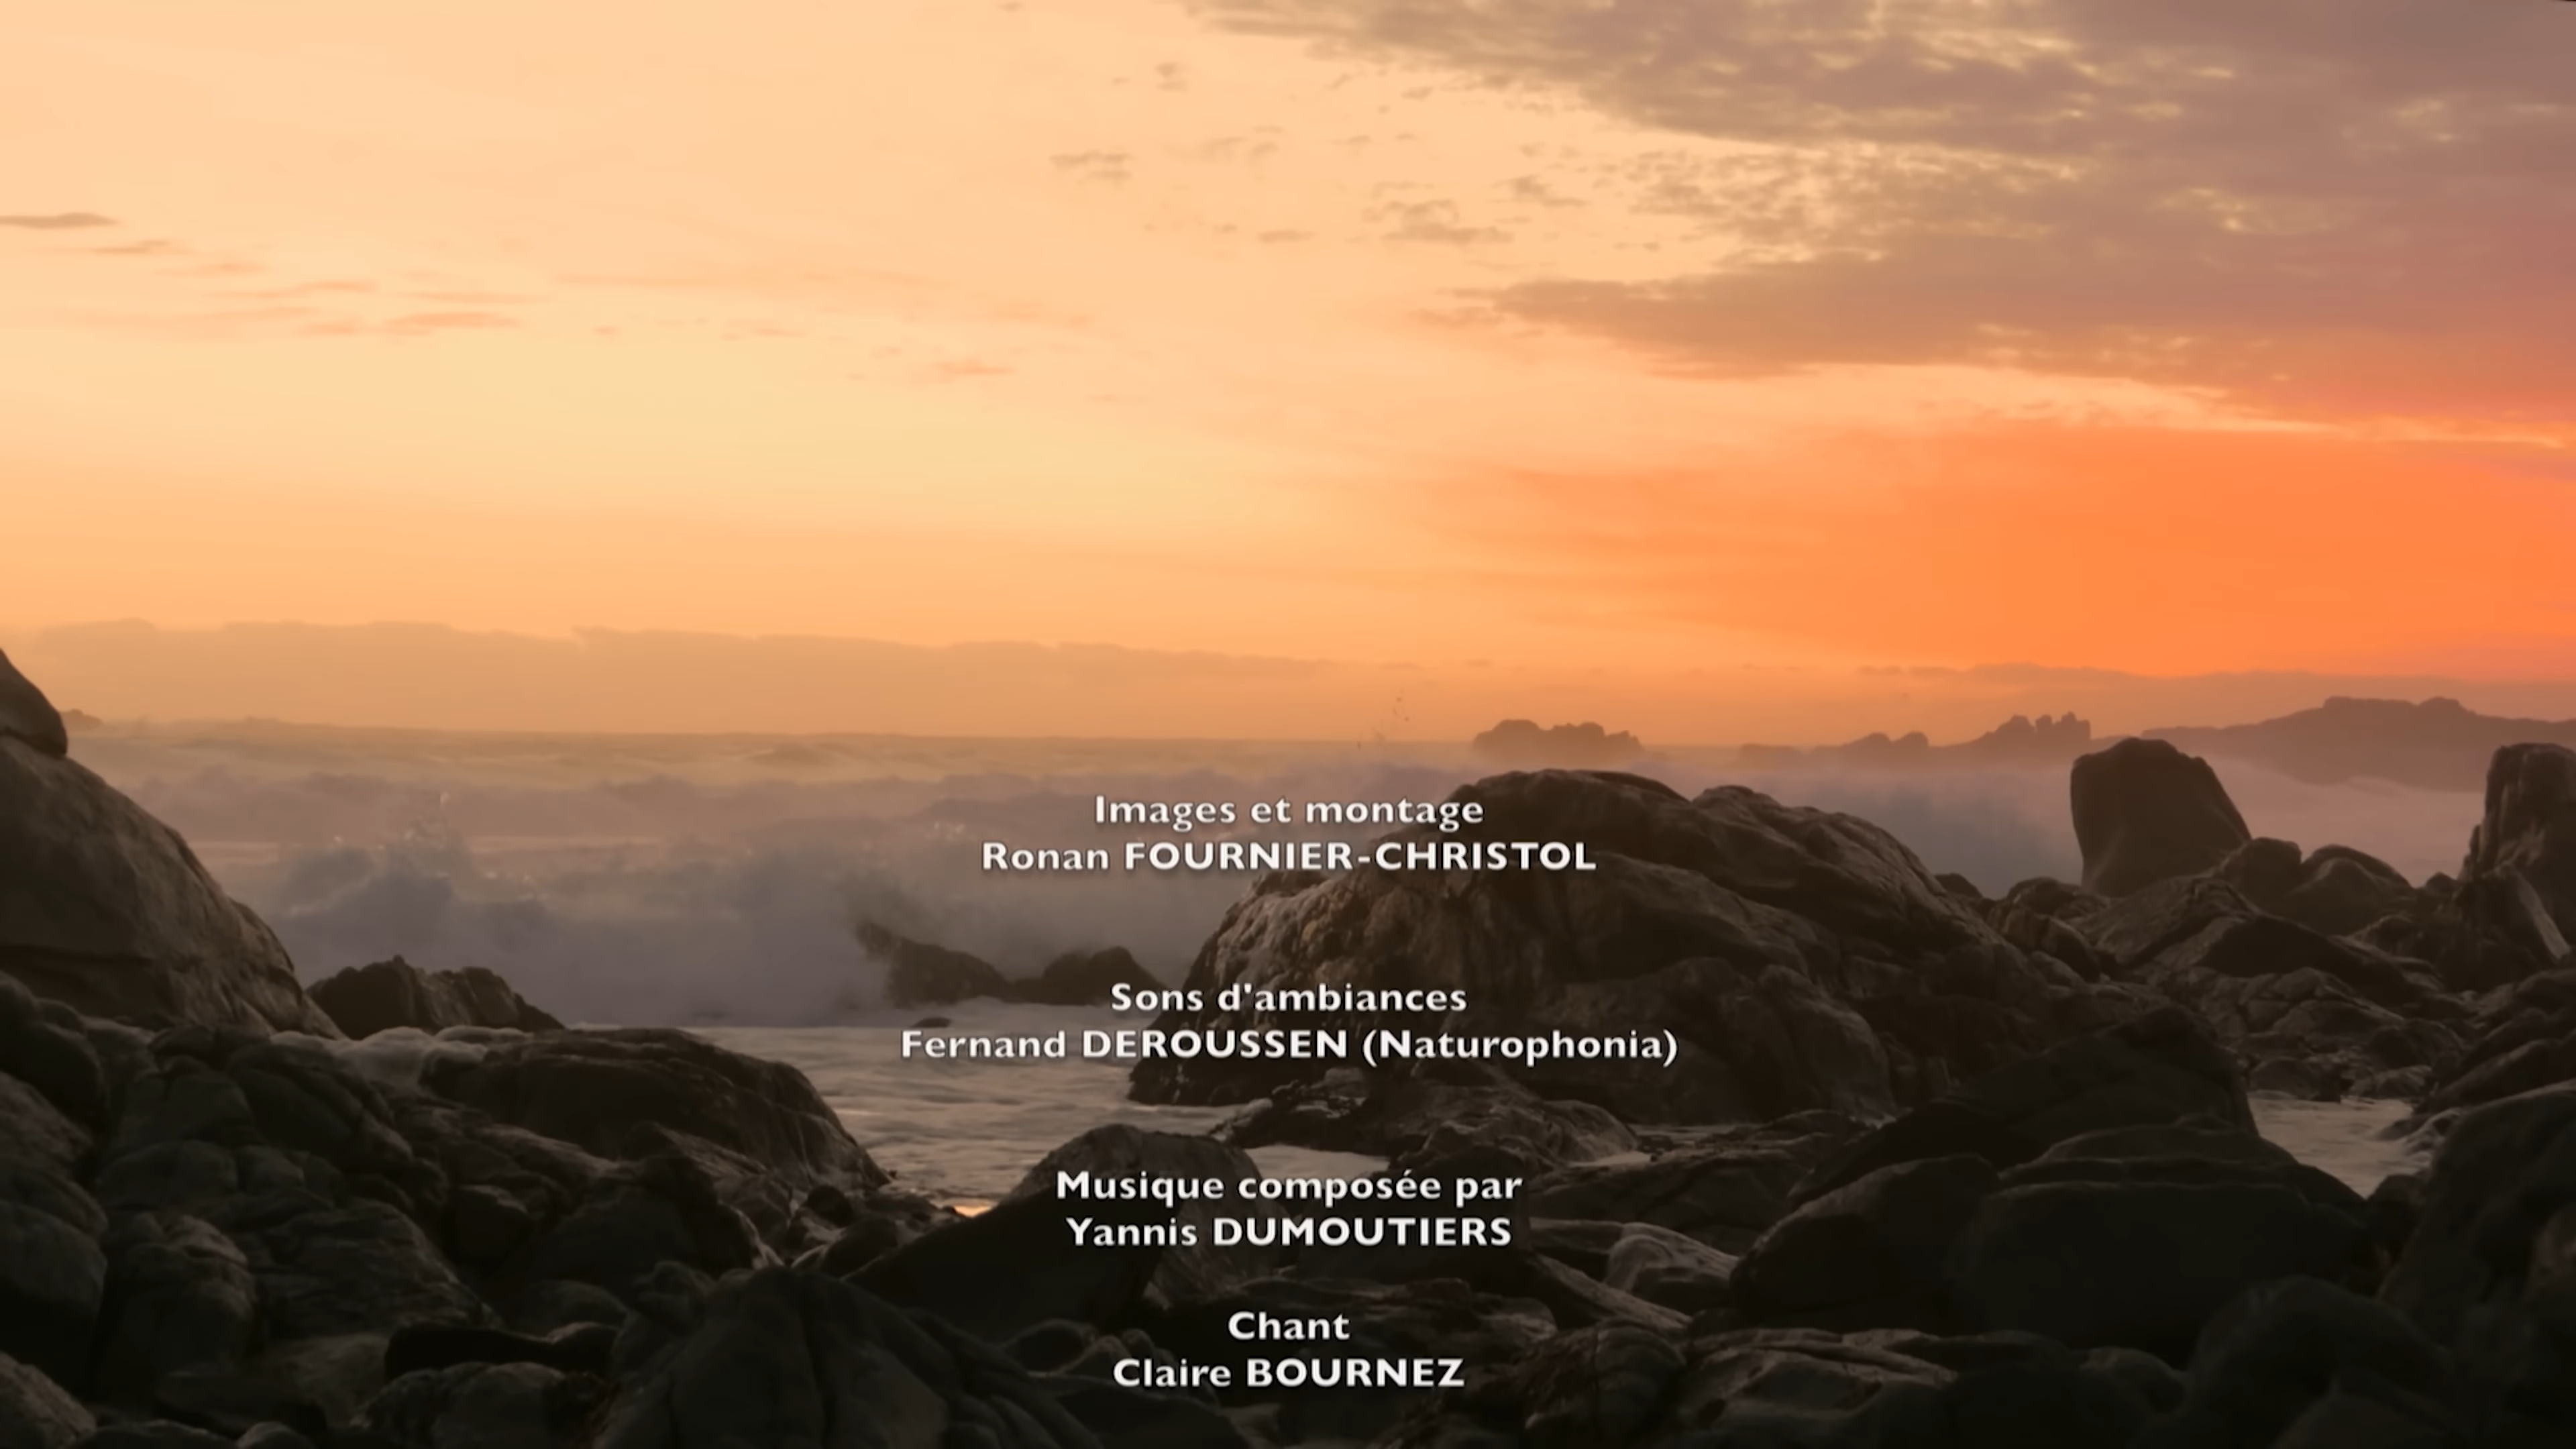 Images et montage
Ronan FOURNIER-CHRISTOL
Sons d'ambiances
Fernand DEROUSSEN (Naturophonia)
Musique composée par
Yannis DUMOUTIERS
Chant
Claire BOURNEZ